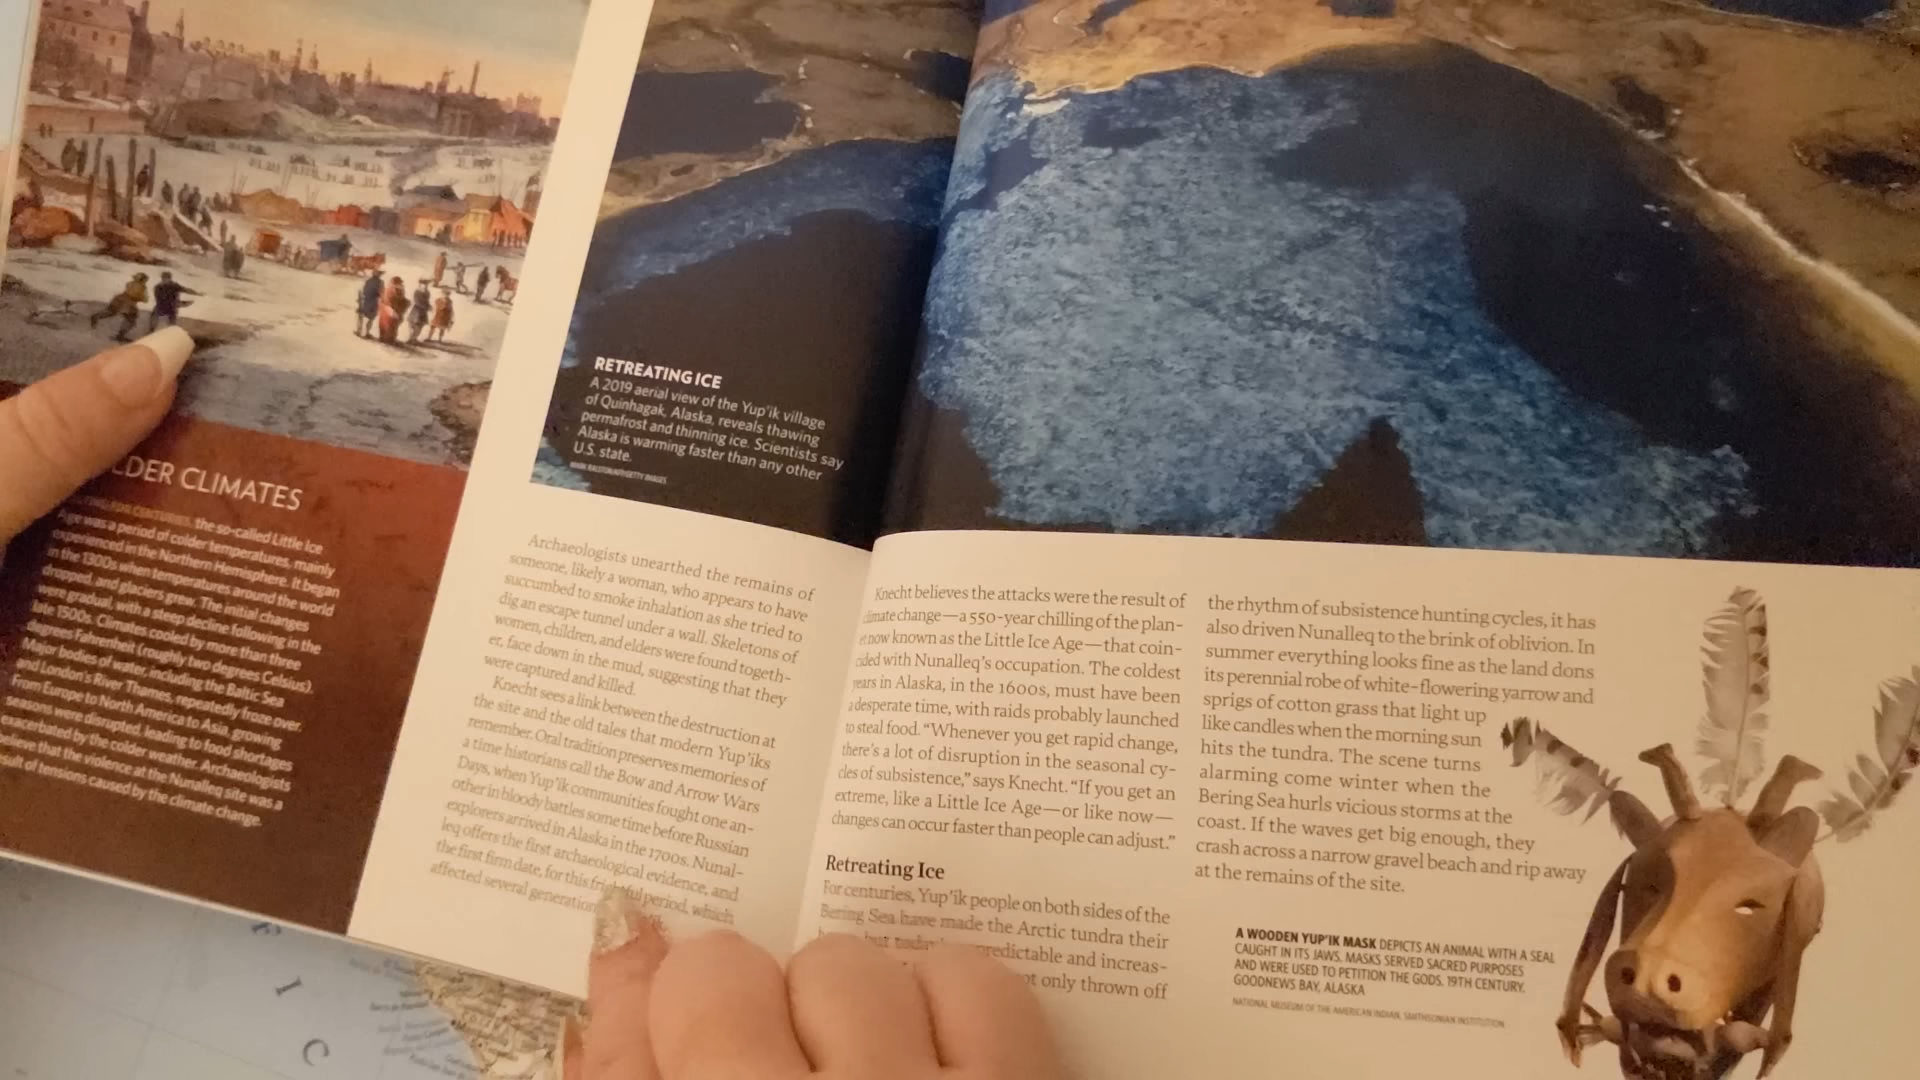 LDER CLIMATES
the so-called Little Ice
Age was a period of colder temperatures, mainly
experienced in the Northern Hemisphere. It began
in the 1300s when temperatures around the world
dropped, and glaciers grew. The initial changes
were gradual, with a steep decline following in the
late 1500s. Climates cooled by more than three
degrees Fahrenheit (roughly two degrees Celsius).
Major bodies of water, including the Baltic Sea
and London's River Thames, repeatedly froze over.
From Europe to North America to Asia, growing
seasons were disrupted, leading to food shortages
exacerbated by the colder weather. Archaeologists
believe that the violence at the Nunalleq site was a
sult of tensions caused by the climate change.
RETREATING ICE
A 2019 aerial view of the Yup'ik village
of Quinhagak, Alaska, reveals thawing
permafrost and thinning ice. Scientists say
Alaska is warming faster than any other
U.S. state.
MARK RALSTON/AFP/GETTY IMAGES
Archaeologists unearthed the remains of
someone, likely a woman, who appears to have
succumbed to smoke inhalation as she tried to
dig an escape tunnel under a wall. Skeletons of
women, children, and elders were found togeth-
er, face down in the mud, suggesting that they
were captured and killed.
Knecht sees a link between the destruction at
the site and the old tales that modern Yup'iks
remember. Oral tradition preserves memories of
a time historians call the Bow and Arrow Wars
Days, when Yup'ik communities fought one an-
other in bloody battles some time before Russian
explorers arrived in Alaska in the 1700s. Nunal-
leq offers the first archaeological evidence, and
the first firm date, for this frightful period, which
affected several generation
Knecht believes the attacks were the result of
climate change—a 550-year chilling of the plan-
et now known as the Little Ice Age—that coin-
cided with Nunalleq's occupation. The coldest
years in Alaska, in the 1600s, must have been
a desperate time, with raids probably launched
to steal food. "Whenever you get rapid change,
there's a lot of disruption in the seasonal cy-
cles of subsistence," says Knecht. "If you get an
extreme, like a Little Ice Age—or like now—
changes can occur faster than people can adjust."
Retreating Ice
For centuries, Yup'ik people on both sides of the
Bering Sea have made the Arctic tundra their
but predictable and increas-
only thrown off
the rhythm of subsistence hunting cycles, it has
also driven Nunalleq to the brink of oblivion. In
summer everything looks fine as the land dons
its perennial robe of white-flowering yarrow and
sprigs of cotton grass that light up
like candles when the morning sun
hits the tundra. The scene turns
alarming come winter when the
Bering Sea hurls vicious storms at the
coast. If the waves get big enough, they
crash across a narrow gravel beach and rip away
at the remains of the site.
A WOODEN YUP'IK MASK DEPICTS AN ANIMAL WITH A SEAL
CAUGHT IN ITS JAWS. MASKS SERVED SACRED PURPOSES
AND WERE USED TO PETITION THE GODS. 19TH CENTURY.
GOODNEWS BAY, ALASKA
NATIONAL MUSEUM OF THE AMERICAN INDIAN, SMITHSONIAN INSTITUTION
I C